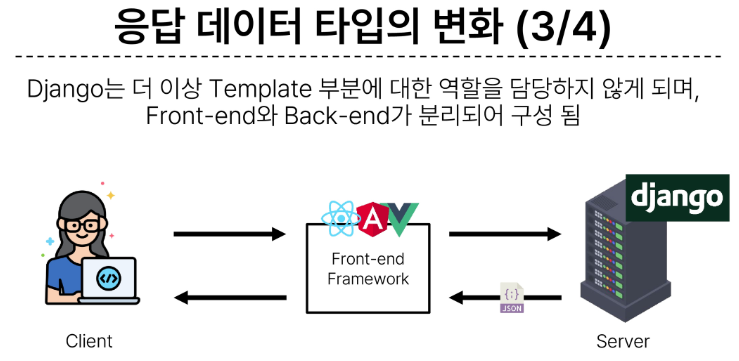 응답 데이터 타입의 변화 (3/4)
Django는 더 이상 Template 부분에 대한 역할을 담당하지 않게 되며,
Front-end와 Back-end가 분리되어 구성 됨
django
A
Front-end
Framework
</>
{:}
JSON
Client
Server